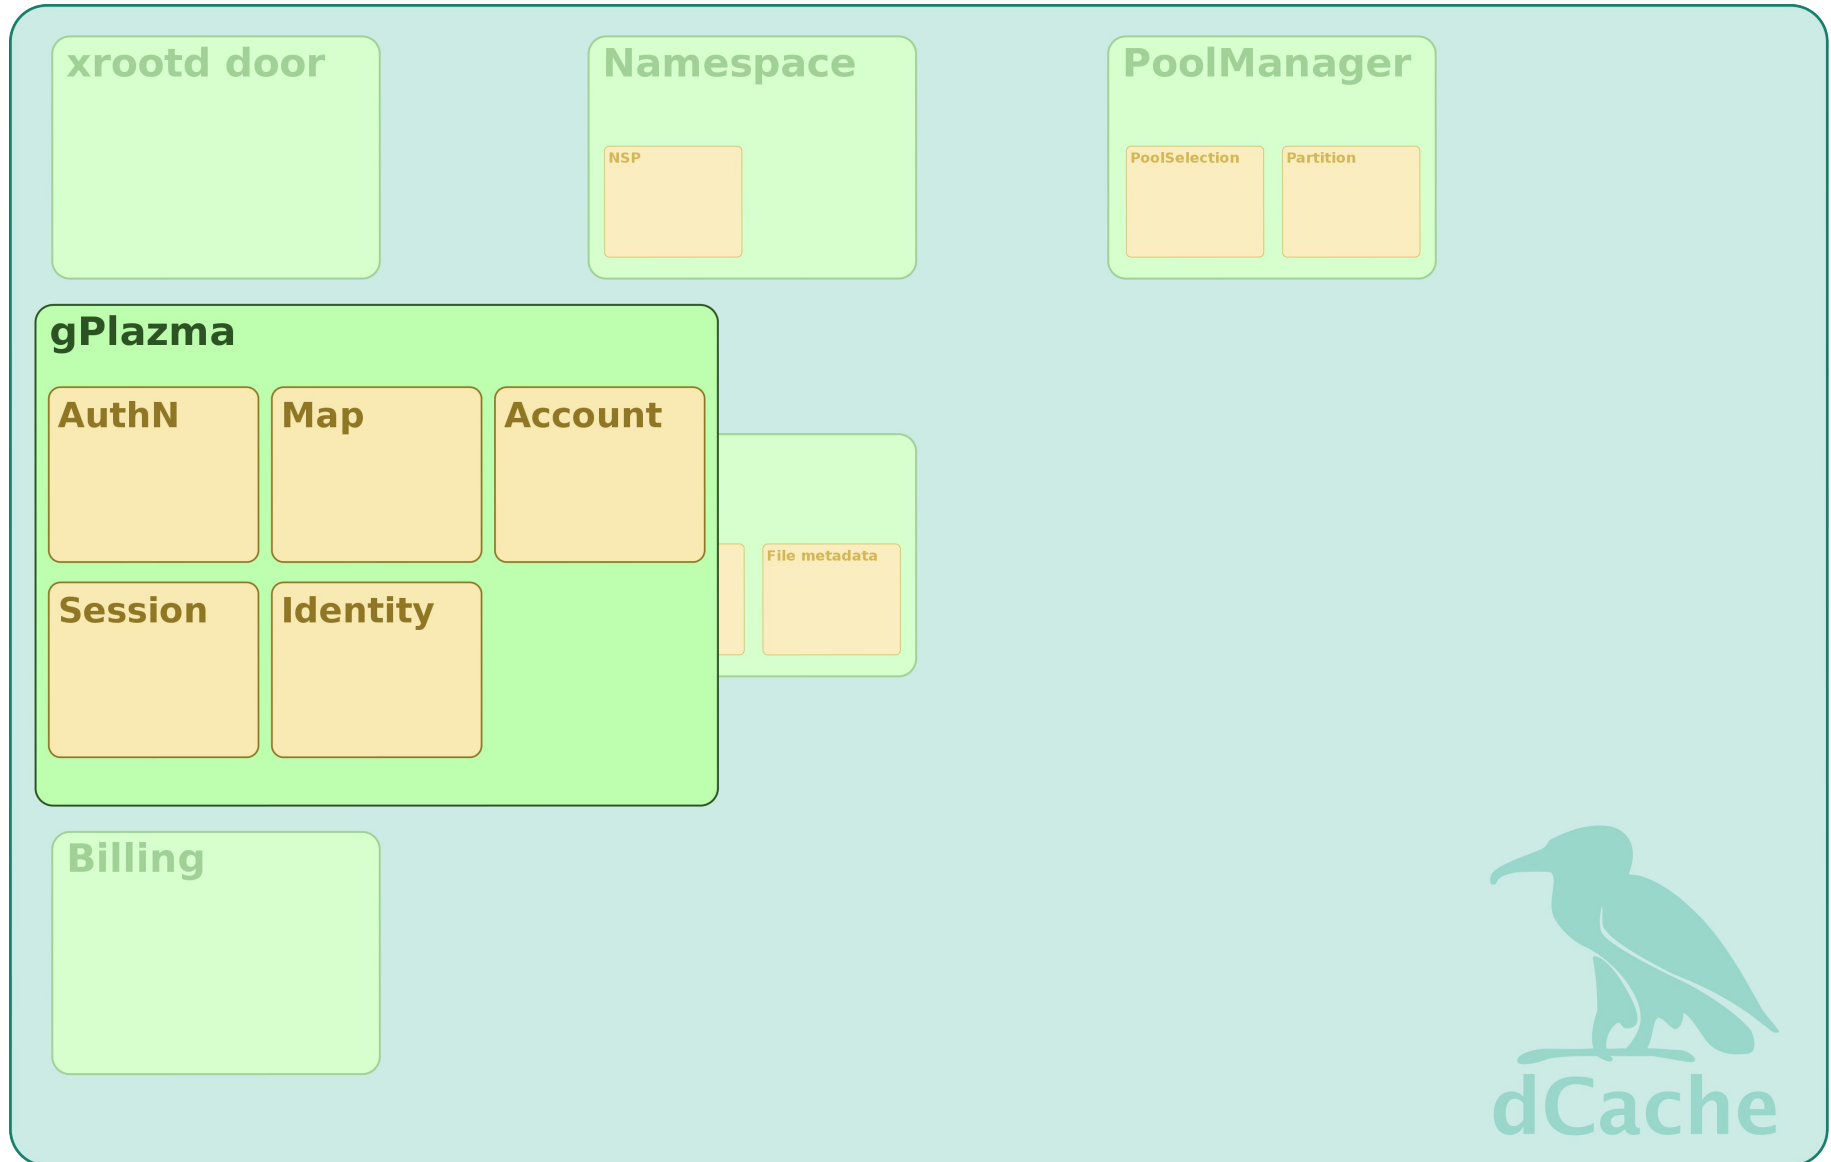 xrootd door
Namespace
PoolManager
NSP
PoolSelection
Partition
gPlazma
AuthN
Map
Account
File metadata
Session
Identity
Billing
dCache